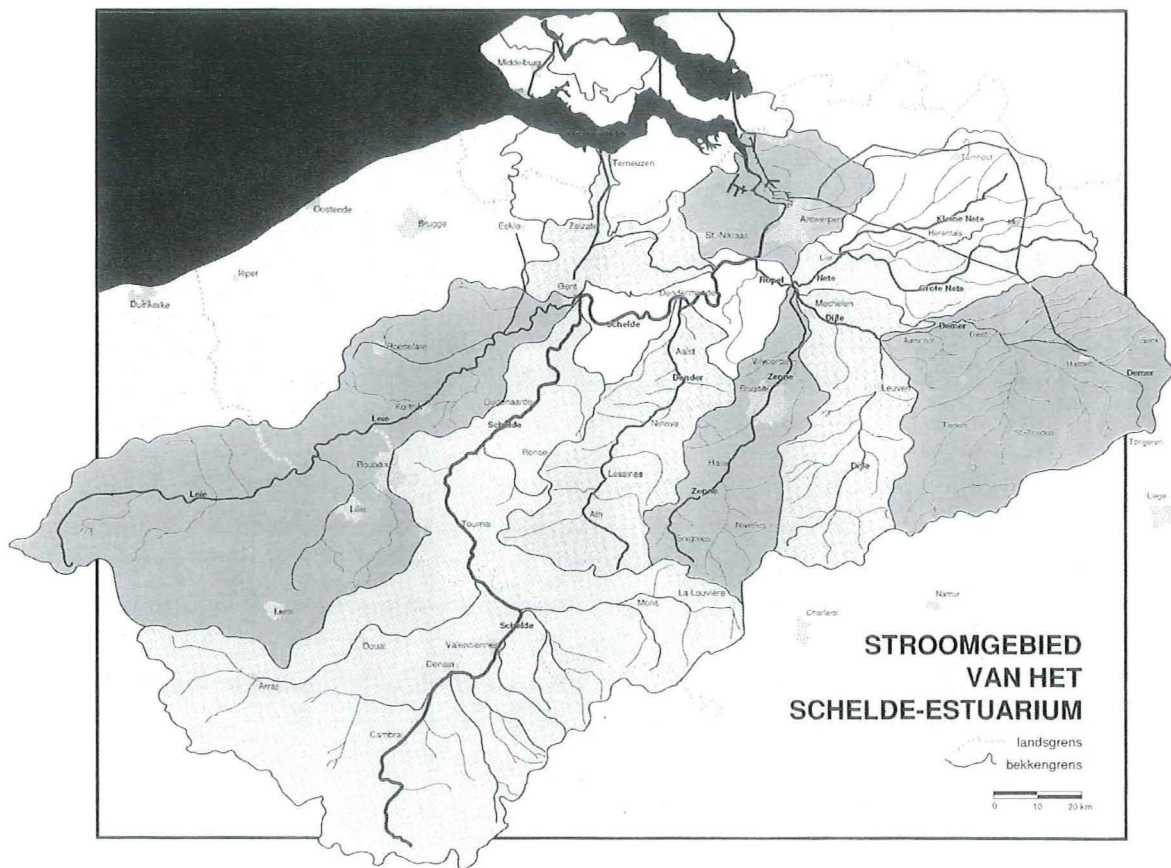 Middelburg
Terneuzen
Turnhout
Oostende
Brugge
Eeklo
Zelzate
St.-Niklaas
Antwerpen
Kleine Nete
Herentals
Ieper
Lier
Duinkerke
Gent
Dendermonde
Rupel
Nete
Grote Nete
Schelde
Mechelen
Dijle
Demer
Roeselare
Aalst
Vilvoorde
Aarschot
Diest
Genk
Brussel
Zenne
Leuven
Hasselt
Demer
Dender
Kortrijk
Leie
Oudenaarde
Schelde
Ninove
Tienen
St-Truiden
Tongeren
Ronse
Halle
Roubaix
Lessines
Dijle
Leie
Zenne
Liège
Lille
Tournai
Ath
Nivelles
Soignies
La Louvière
Namur
Mons
Charleroi
Lens
Schelde
Douai
Valenciennes
Denain
Arras
Cambrai
STROOMGEBIED
VAN HET
SCHELDE-ESTUARIUM
landsgrens
bekkengrens
0 10 20 km